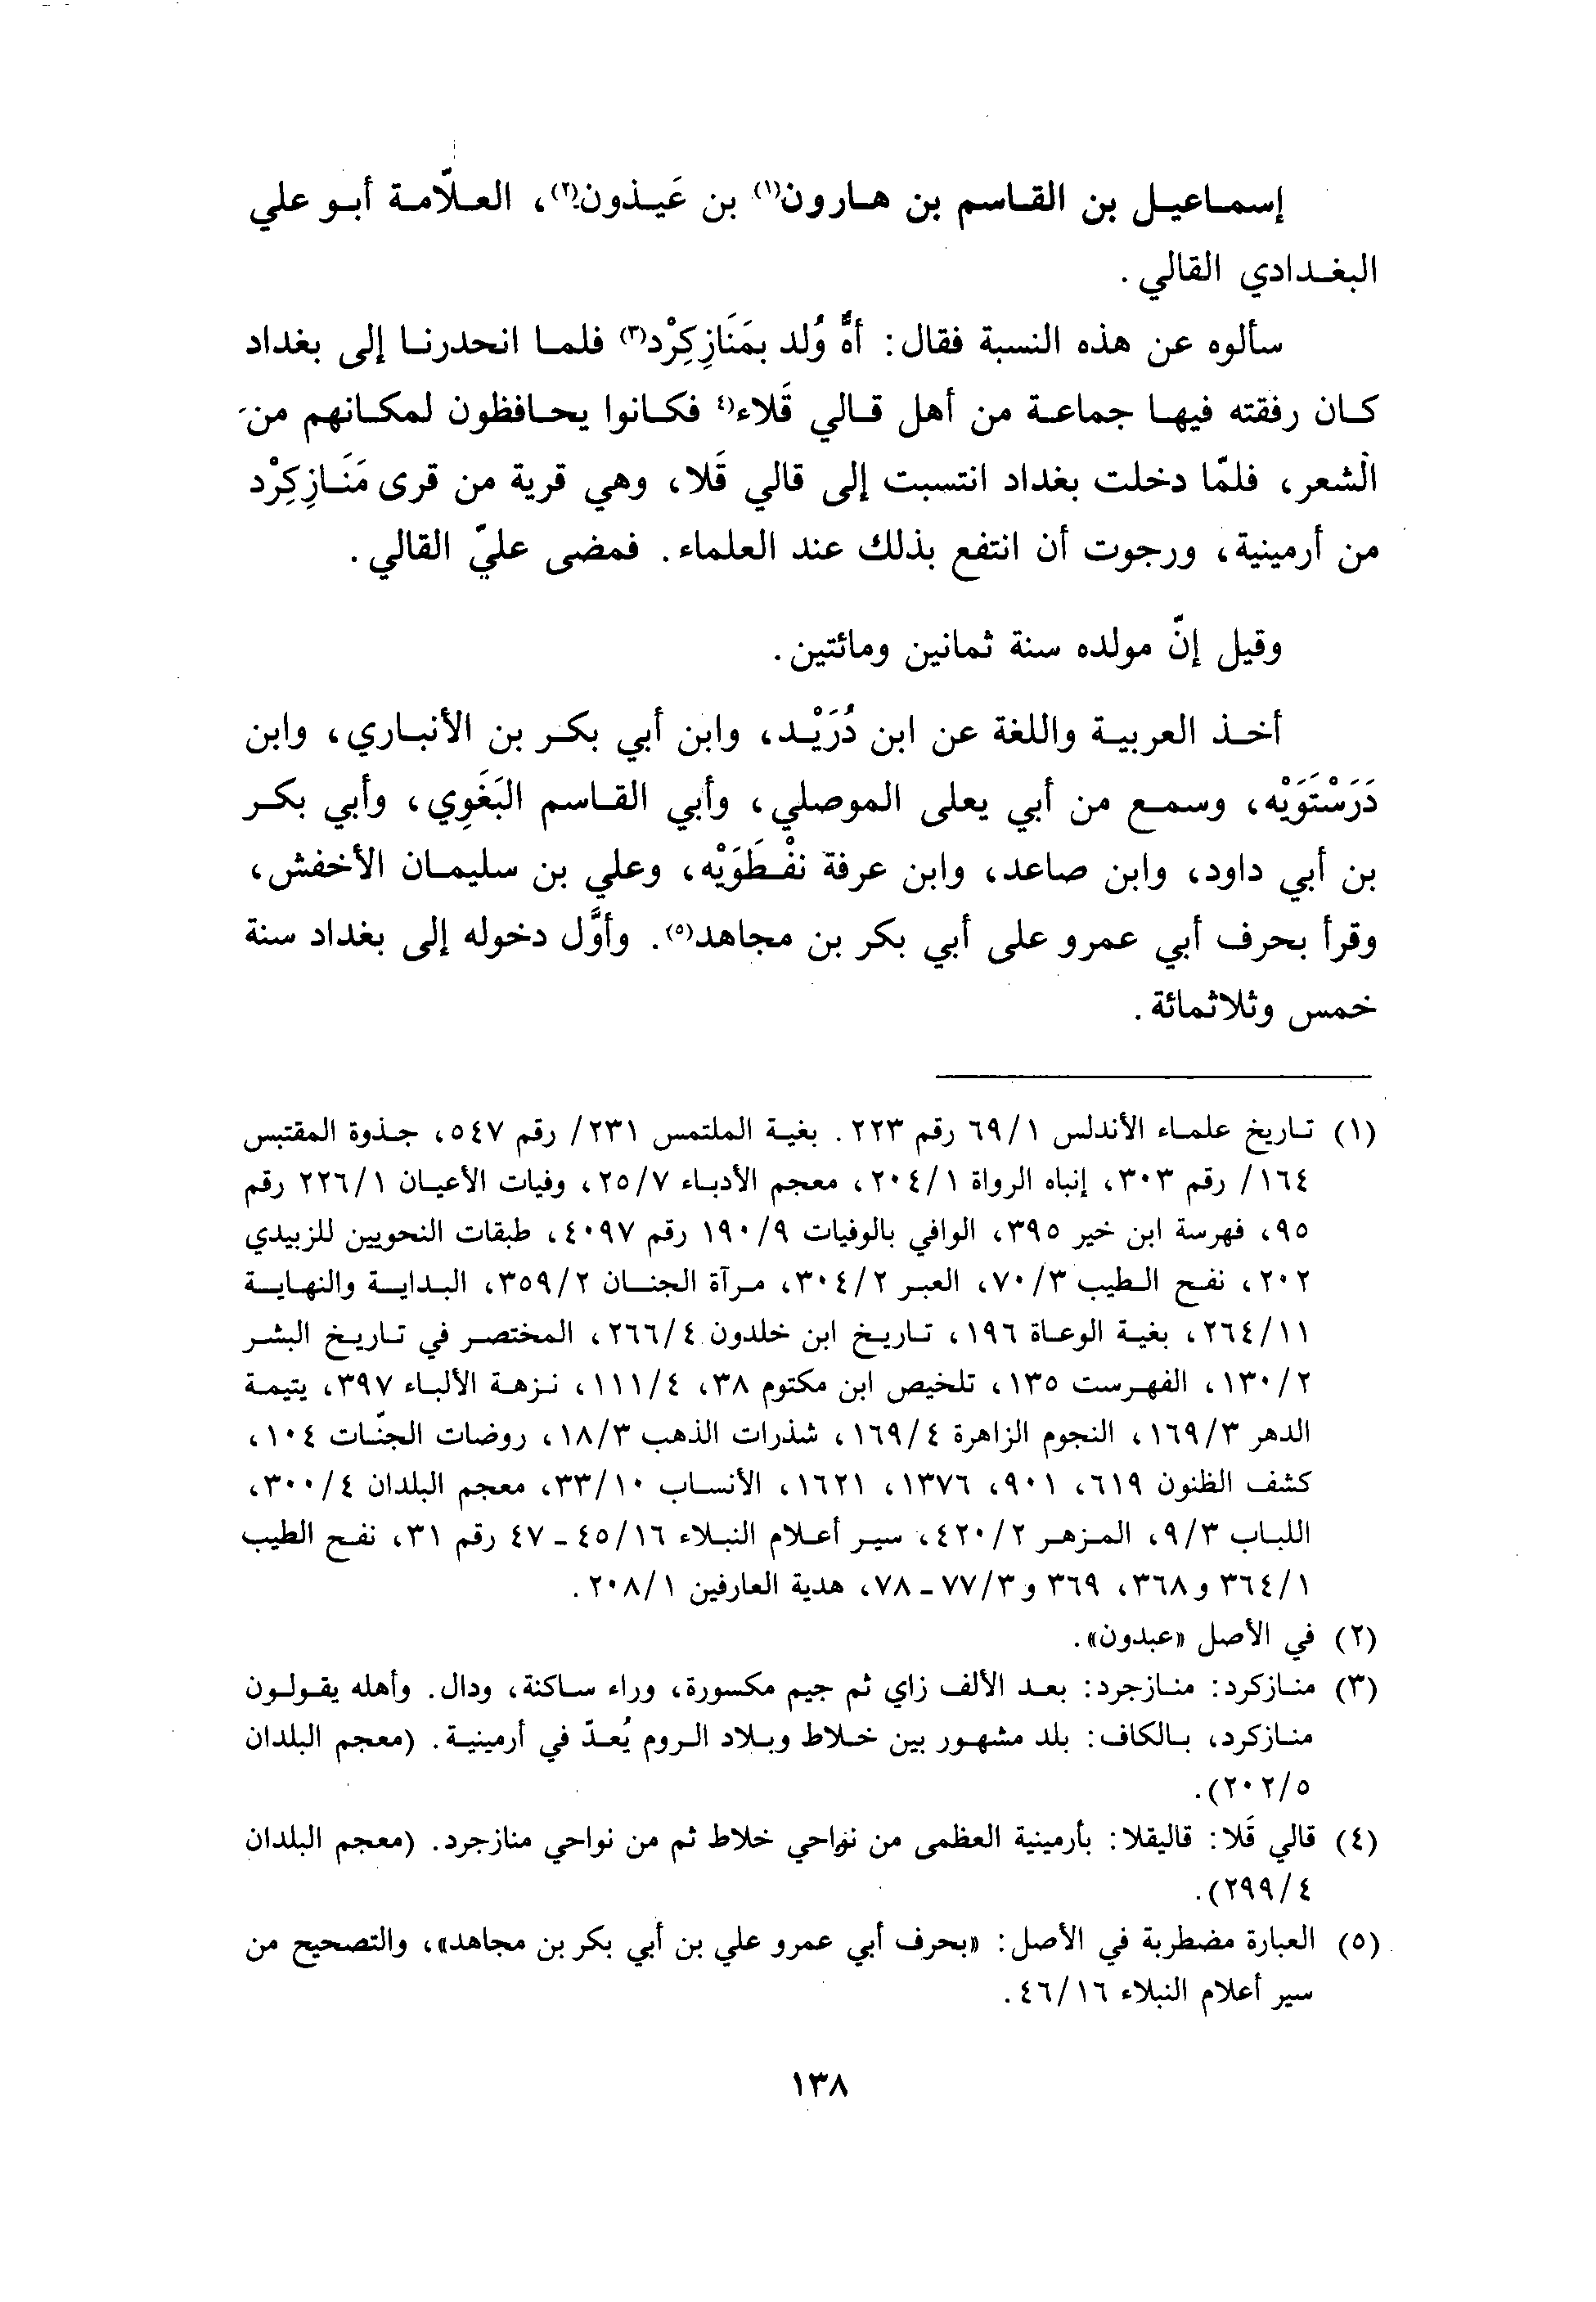 إسماعيل بن القاسم بن هارون(١) بن عَيذون(٢)، العلّامة أبو علي
البغدادي القالي.
سألوه عن هذه النسبة فقال: أهُّ وُلد بمَنَازِكِرْد(٣) فلما انحدرنا إلى بغداد
كان رفقته فيها جماعة من أهل قالي قَلاء(٤ فكانوا يحافظون لمكانهم من
الشعر، فلمّا دخلت بغداد انتسبت إلى قالي قَلا، وهي قرية من قرى مَنَازِكِرْد
من أرمينية، ورجوت أن انتفع بذلك عند العلماء. فمضى عليّ القالي.
وقيل إنّ مولده سنة ثمانين ومائتين.
أخذ العربية واللغة عن ابن دُرَيْد، وابن أبي بكر بن الأنباري، وابن
دَرَسْتَوَيْه، وسمع من أبي يعلى الموصلي، وأبي القاسم البَغَوِي، وأبي بكر
بن أبي داود، وابن صاعد، وابن عرفة نفْطَوَيْه، وعلي بن سليمان الأخفش،
وقرأ بحرف أبي عمرو على أبي بكر بن مجاهد(٥). وأوَّل دخوله إلى بغداد سنة
خمس وثلاثمائة.
(١) تاريخ علماء الأندلس ٦٩/١ رقم ٢٢٣. بغية الملتمس ٢٣١/ رقم ٥٤٧، جذوة المقتبس
١٦٤/ رقم ٣٠٣، إنباه الرواة ٢٠٤/١، معجم الأدباء ٢٥/٧، وفيات الأعيان ٢٢٦/١ رقم
٩٥، فهرسة ابن خير ٣٩٥، الوافي بالوفيات ١٩٠/٩ رقم ٤٠٩٧، طبقات النحويين للزبيدي
٢٠٢، نفح الطيب ٧٠/٣، العبر ٣٠٤/٢، مرآة الجنان ٣٥٩/٢، البداية والنهاية
٢٦٤/١١، بغية الوعاة ١٩٦، تاريخ ابن خلدون ٢٦٦/٤، المختصر في تاريخ البشر
١٣٠/٢، الفهرست ١٣٥، تلخيص ابن مكتوم ٣٨، ١١١/٤، نزهة الألباء ٣٩٧، يتيمة
الدهر ١٦٩/٣، النجوم الزاهرة ١٦٩/٤، شذرات الذهب ١٨/٣، روضات الجنّات ١٠٤،
كشف الظنون ٦١٩، ٩٠١، ١٣٧٦، ١٦٢١، الأنساب ٣٣/١٠، معجم البلدان ٣٠٠/٤،
اللباب ٩/٣، المزهر ٤٢٠/٢، سير أعلام النبلاء ٤٥/١٦ - ٤٧ رقم ٣١، نفح الطيب
٣٦٤/١ و٣٦٨، ٣٦٩ و٧٧/٣ - ٧٨، هدية العارفين ٢٠٨/١.
(٢) في الأصل «عبدون».
(٣) منازكرد: منازجرد: بعد الألف زاي ثم جيم مكسورة، وراء ساكنة، ودال. وأهله يقولون
منازكرد، بالكاف: بلد مشهور بين خلاط وبلاد الروم يُعدّ في أرمينية. (معجم البلدان
٢٠٢/٥).
(٤) قالي قَلا: قاليقلا: بأرمينية العظمى من نواحي خلاط ثم من نواحي منازجرد. (معجم البلدان
٢٩٩/٤).
(٥) العبارة مضطربة في الأصل: «بحرف أبي عمرو علي بن أبي بكر بن مجاهد»، والتصحيح من
سير أعلام النبلاء ٤٦/١٦.
١٣٨